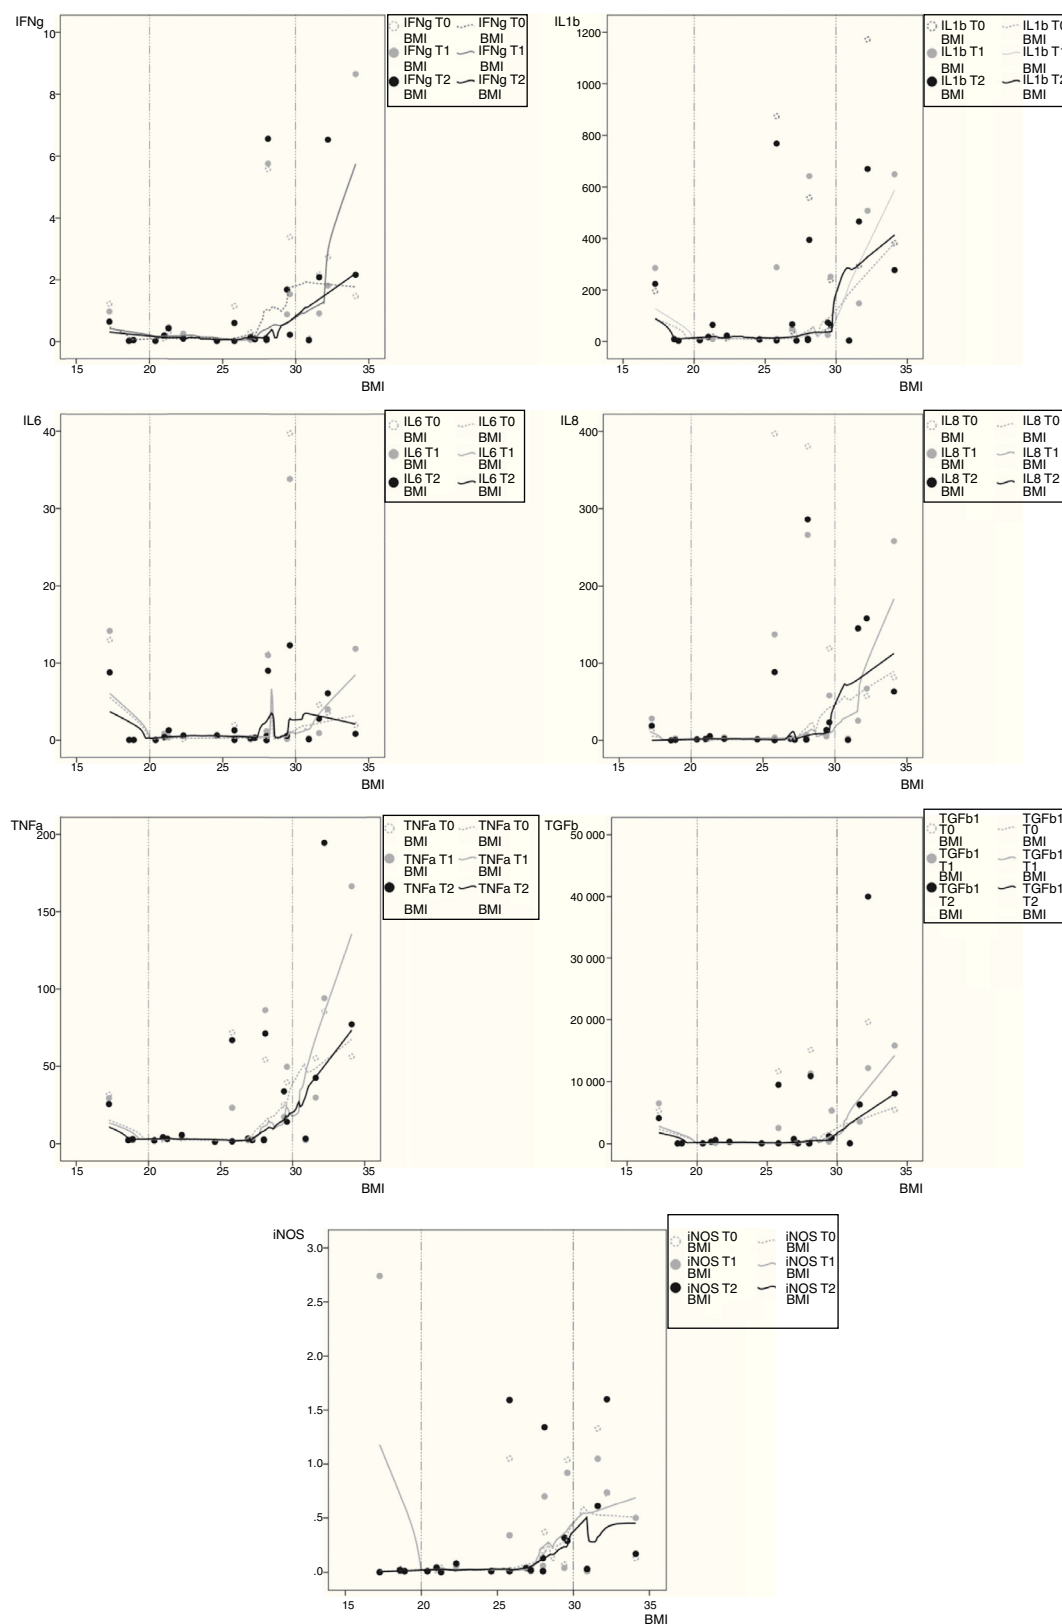 IFNg
10
8
6
4
2
0
15 20 25 30 35
BMI
IFNg T0 IFNg T0
BMI BMI
IFNg T1 IFNg T1
BMI BMI
IFNg T2 IFNg T2
BMI BMI
IL1b
1200
1000
800
600
400
200
0
15 20 25 30 35
BMI
IL1b T0 IL1b T0
BMI BMI
IL1b T1 IL1b T1
BMI BMI
IL1b T2 IL1b T2
BMI BMI
IL6
40
30
20
10
0
15 20 25 30 35
BMI
IL6 T0 IL6 T0
BMI BMI
IL6 T1 IL6 T1
BMI BMI
IL6 T2 IL6 T2
BMI BMI
IL8
400
300
200
100
0
15 20 25 30 35
BMI
IL8 T0 IL8 T0
BMI BMI
IL8 T1 IL8 T1
BMI BMI
IL8 T2 IL8 T2
BMI BMI
TNFa
200
150
100
50
0
15 20 25 30 35
BMI
TNFa T0 TNFa T0
BMI BMI
TNFa T1 TNFa T1
BMI BMI
TNFa T2 TNFa T2
BMI BMI
TGFb
50 000
40 000
30 000
20 000
10 000
0
15 20 25 30 35
BMI
TGFb1 TGFb1
T0 T0
BMI BMI
TGFb1 TGFb1
T1 T1
BMI BMI
TGFb1 TGFb1
T2 T2
BMI BMI
iNOS
3.0
2.5
2.0
1.5
1.0
.5
.0
15 20 25 30 35
BMI
iNOS T0 iNOS T0
BMI BMI
iNOS T1 iNOS T1
BMI BMI
iNOS T2 iNOS T2
BMI BMI